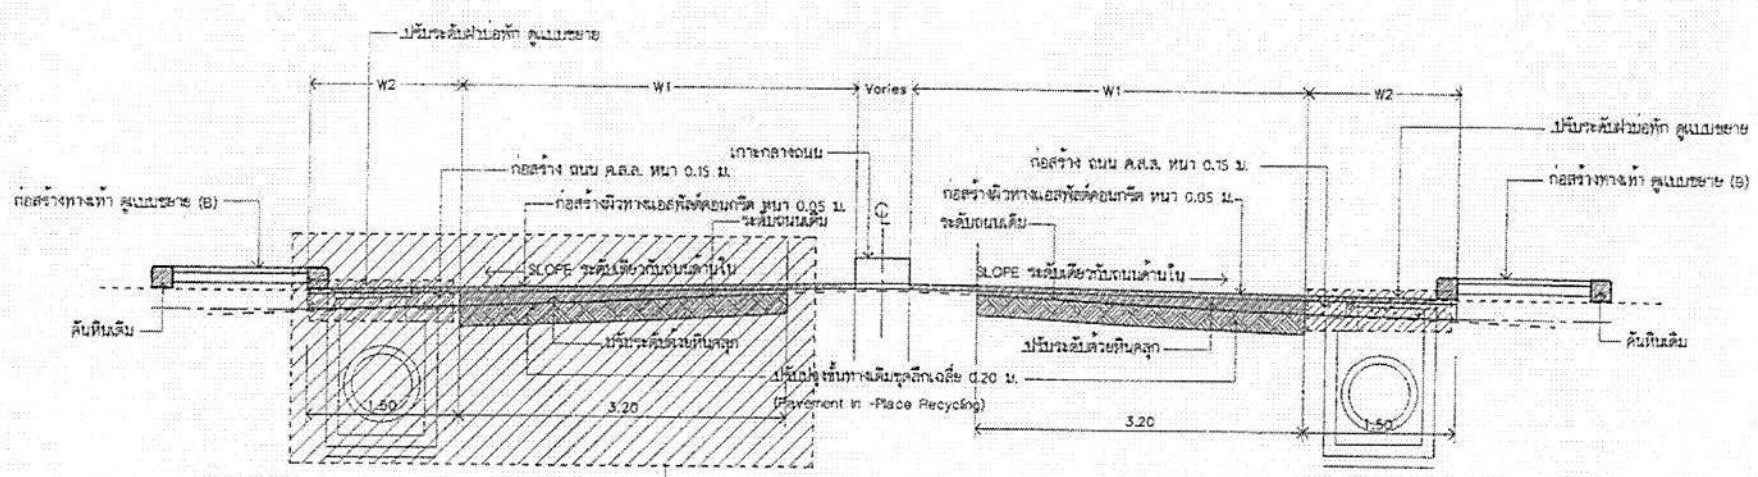 ปรับระดับฝาบ่อพัก ดูแบบขยาย
W2
W1
Varies
W1
W2
ปรับระดับฝาบ่อพัก ดูแบบขยาย
เกาะกลางถนน
ก่อสร้าง ถนน ค.ส.ล. หนา 0.15 ม.
ก่อสร้าง ถนน ค.ส.ล. หนา 0.15 ม.
ก่อสร้างทางเท้า ดูแบบขยาย (B)
ก่อสร้างทางเท้า ดูแบบขยาย (B)
ก่อสร้างผิวทางแอสฟัลต์คอนกรีต หนา 0.05 ม.
ก่อสร้างผิวทางแอสฟัลต์คอนกรีต หนา 0.05 ม.
ระดับถนนเดิม
ระดับถนนเดิม
SLOPE ระดับเดียวกับถนนด้านใน
SLOPE ระดับเดียวกับถนนด้านใน
คันหินเดิม
ปรับระดับด้วยหินคลุก
ปรับระดับด้วยหินคลุก
คันหินเดิม
ปรับปรุงชั้นทางเดิมขุดลึกเฉลี่ย 0.20 ม.
(Pavement In -Place Recycling)
1.50
3.20
3.20
1.50